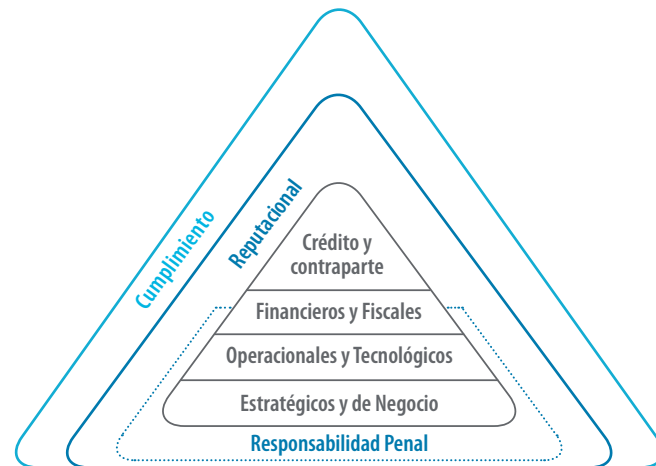 Cumplimiento
Reputacional
Crédito y
contraparte
Financieros y Fiscales
Operacionales y Tecnológicos
Estratégicos y de Negocio
Responsabilidad Penal